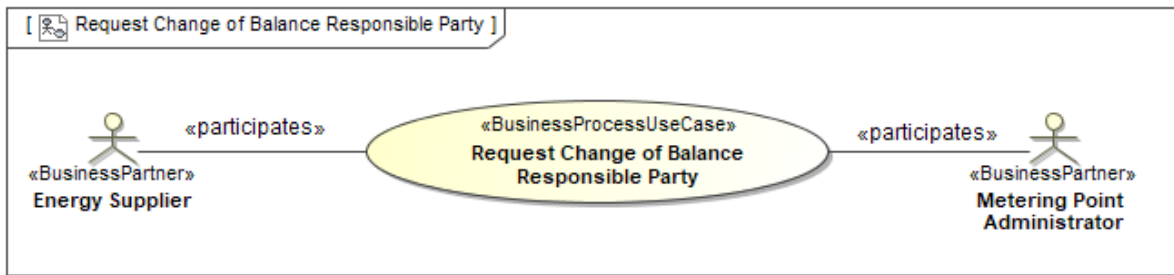 [ Request Change of Balance Responsible Party ]
«participates»
«BusinessProcessUseCase»
Request Change of Balance
Responsible Party
«participates»
«BusinessPartner»
Energy Supplier
«BusinessPartner»
Metering Point
Administrator